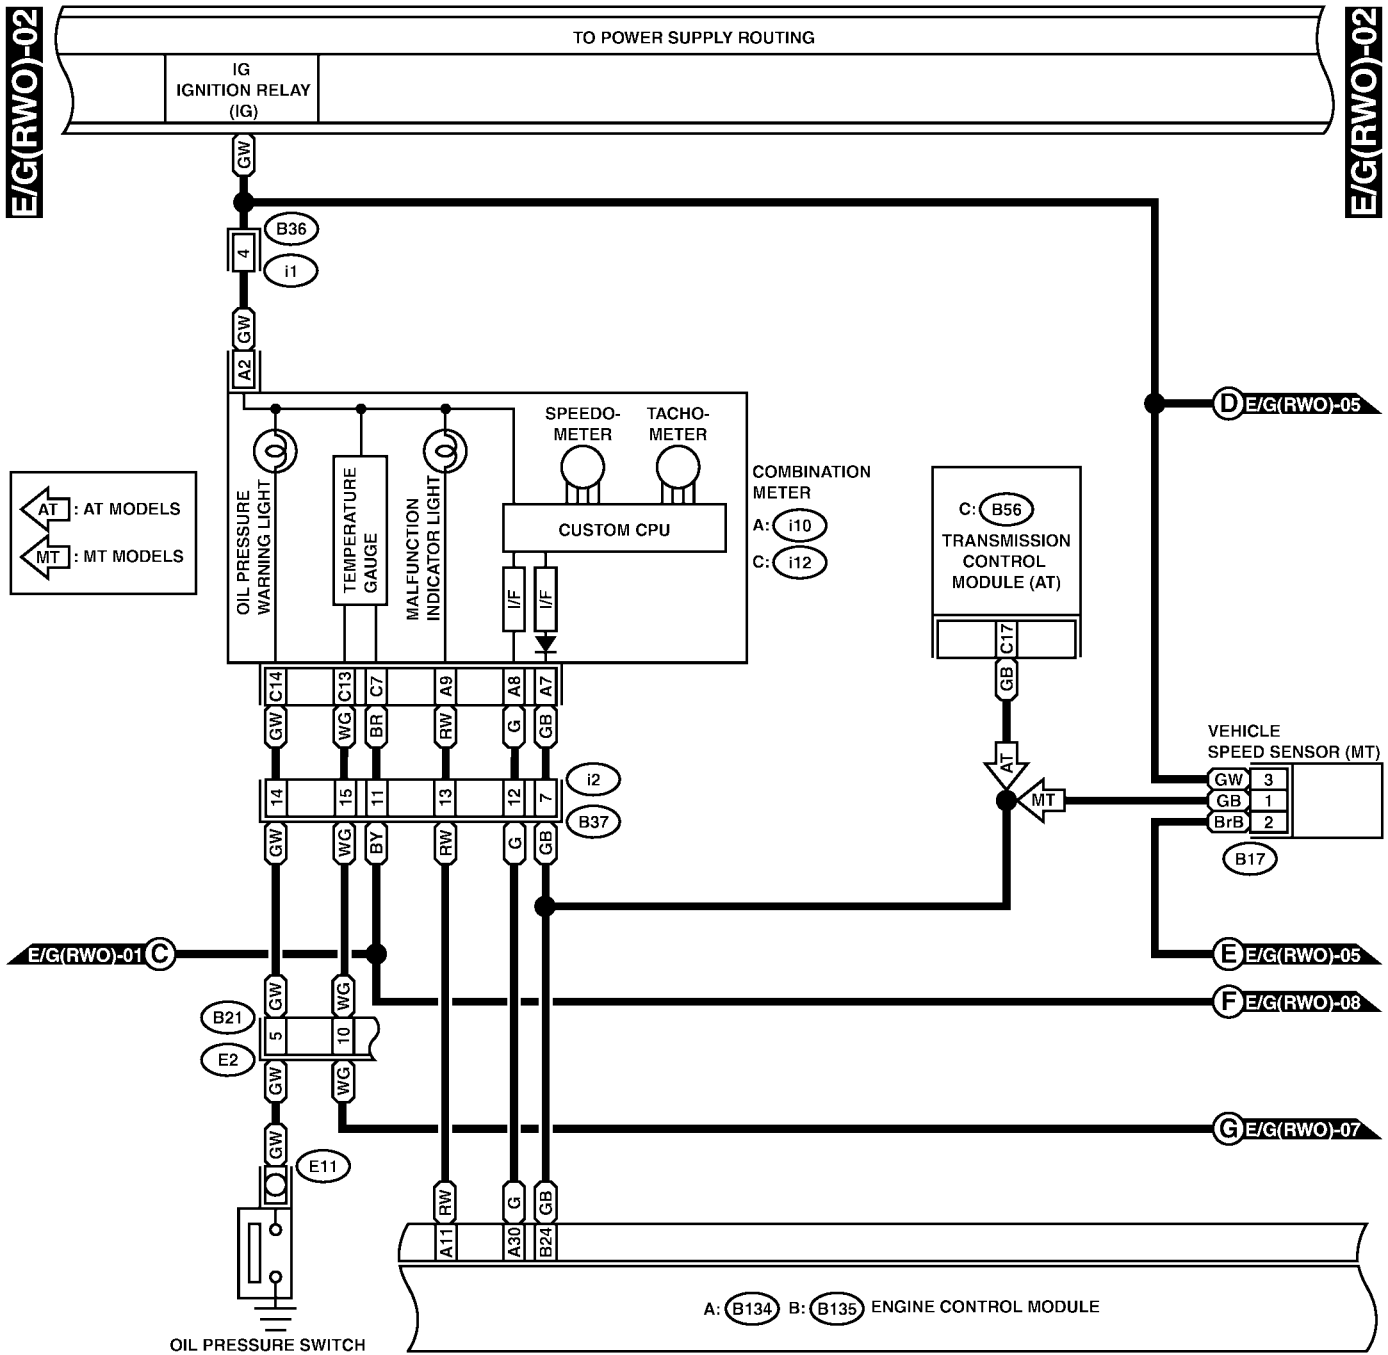 E/G(RWO)-02
E/G(RWO)-02
TO POWER SUPPLY ROUTING
IG
IGNITION RELAY
(IG)
GW
B36
4
i1
GW
A2
D E/G(RWO)-05
SPEEDO-
METER
TACHO-
METER
AT : AT MODELS
MT : MT MODELS
OIL PRESSURE
WARNING LIGHT
TEMPERATURE
GAUGE
MALFUNCTION
INDICATOR LIGHT
CUSTOM CPU
I/F
I/F
COMBINATION
METER
A: i10
C: i12
C: B56
TRANSMISSION
CONTROL
MODULE (AT)
C17
GB
AT
MT
C14 C13 C7 A9 A8 A7
GW WG BR RW G GB
i2
14 15 11 13 12 7
B37
GW WG BY RW G GB
VEHICLE
SPEED SENSOR (MT)
GW 3
GB 1
BrB 2
B17
E/G(RWO)-01 C
E E/G(RWO)-05
F E/G(RWO)-08
GW WG
B21
5 10
E2
GW WG
G E/G(RWO)-07
GW
E11
RW G GB
A11 A30 B24
A: B134 B: B135 ENGINE CONTROL MODULE
OIL PRESSURE SWITCH